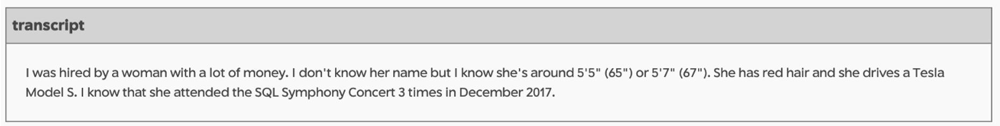 transcript
I was hired by a woman with a lot of money. I don't know her name but I know she's around 5'5" (65") or 5'7" (67"). She has red hair and she drives a Tesla
Model S. I know that she attended the SQL Symphony Concert 3 times in December 2017.